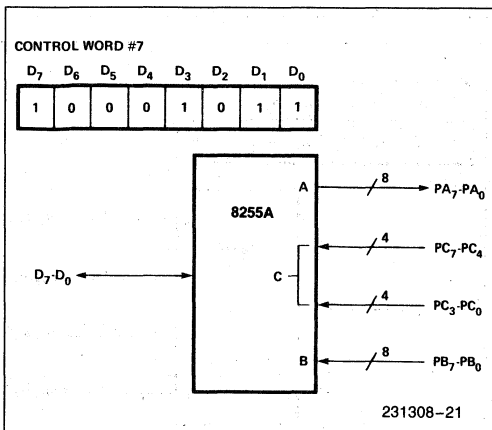 CONTROL WORD #7
D7 D6 D5 D4 D3 D2 D1 D0
1 0 0 0 1 0 1 1
8255A
A 8 PA7-PA0
4 PC7-PC4
D7-D0 C
4 PC3-PC0
B 8 PB7-PB0
231308-21